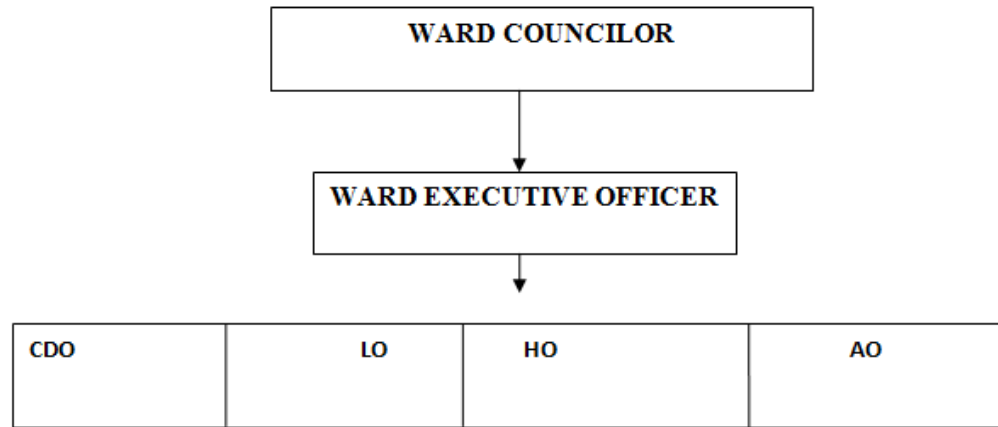 WARD COUNCILOR
WARD EXECUTIVE OFFICER
CDO LO HO AO